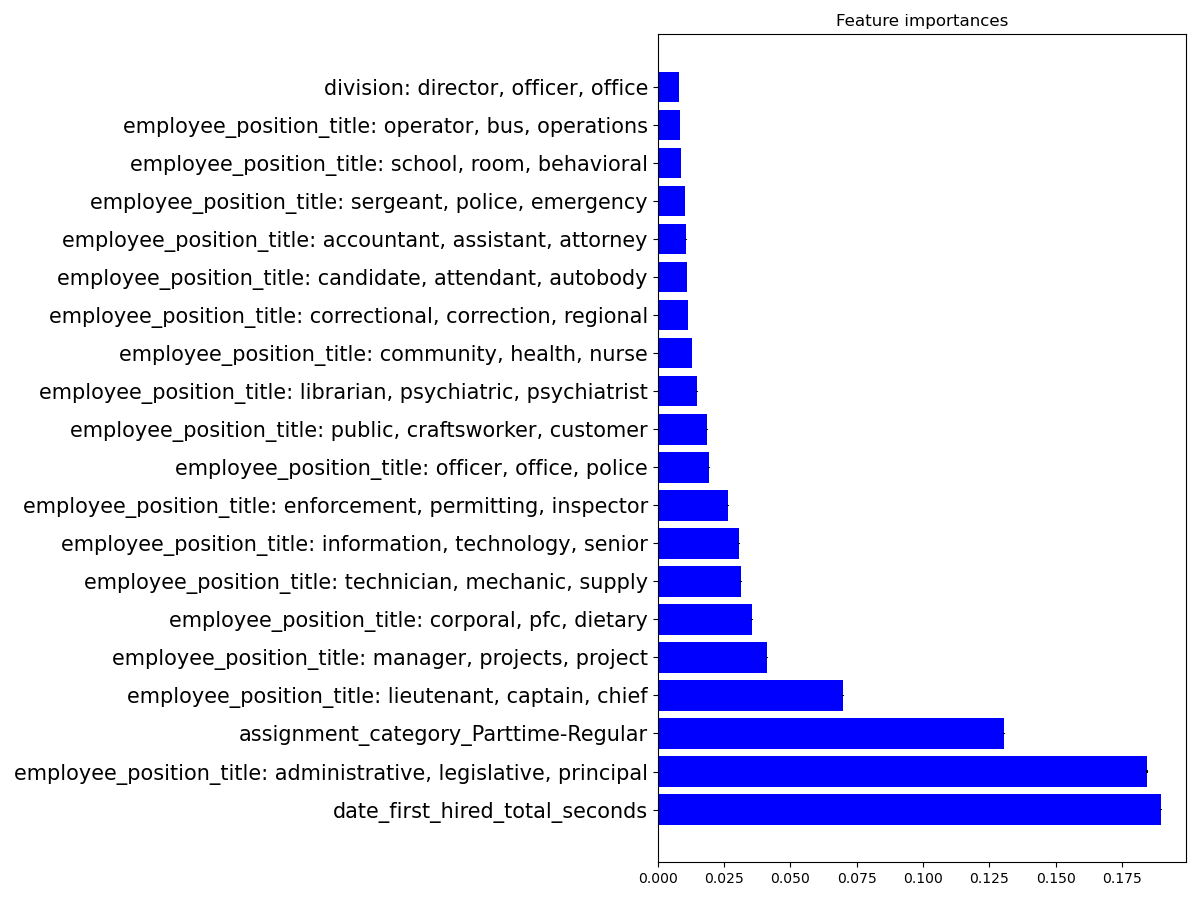 Feature importances
division: director, officer, office
employee_position_title: operator, bus, operations
employee_position_title: school, room, behavioral
employee_position_title: sergeant, police, emergency
employee_position_title: accountant, assistant, attorney
employee_position_title: candidate, attendant, autobody
employee_position_title: correctional, correction, regional
employee_position_title: community, health, nurse
employee_position_title: librarian, psychiatric, psychiatrist
employee_position_title: public, craftsworker, customer
employee_position_title: officer, office, police
employee_position_title: enforcement, permitting, inspector
employee_position_title: information, technology, senior
employee_position_title: technician, mechanic, supply
employee_position_title: corporal, pfc, dietary
employee_position_title: manager, projects, project
employee_position_title: lieutenant, captain, chief
assignment_category_Parttime-Regular
employee_position_title: administrative, legislative, principal
date_first_hired_total_seconds
0.000 0.025 0.050 0.075 0.100 0.125 0.150 0.175